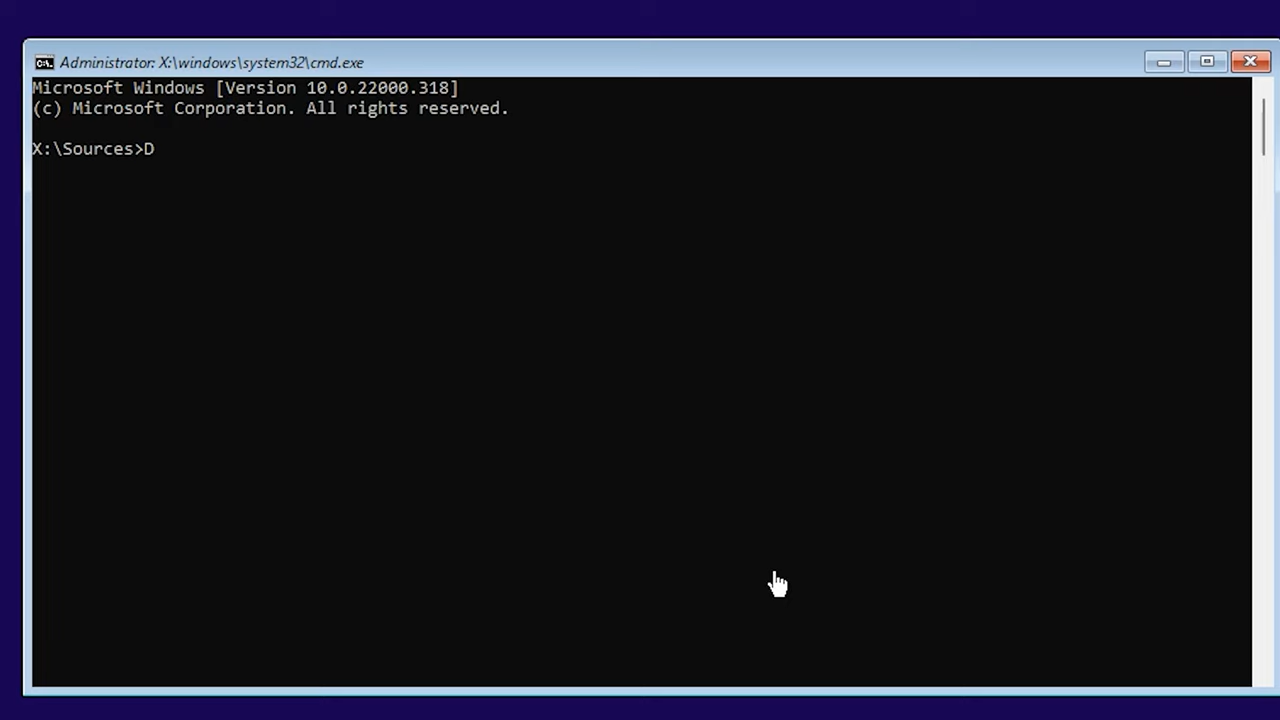 Administrator: X:\windows\system32\cmd.exe
Microsoft Windows [Version 10.0.22000.318]
(c) Microsoft Corporation. All rights reserved.
X:\Sources>D